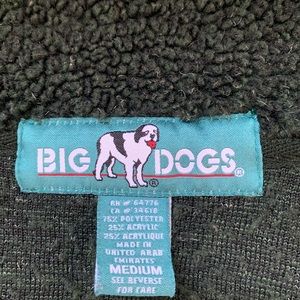 BIG DOGS®
®
RN # 64776
CA # 34618
75% POLYESTER
25% ACRYLIC
25% ACRYLIQUE
MADE IN
UNITED ARAB
EMIRATES
MEDIUM
SEE REVERSE
FOR CARE